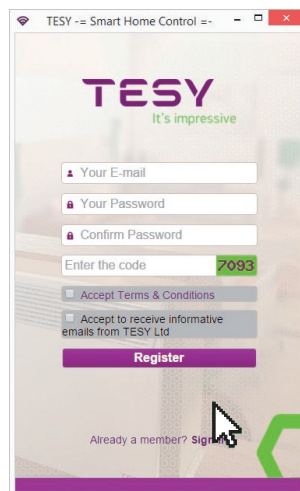 TESY -= Smart Home Control =-
TESY
It's impressive
Your E-mail
Your Password
Confirm Password
Enter the code
7093
Accept Terms & Conditions
Accept to receive informative
emails from TESY Ltd
Register
Already a member?